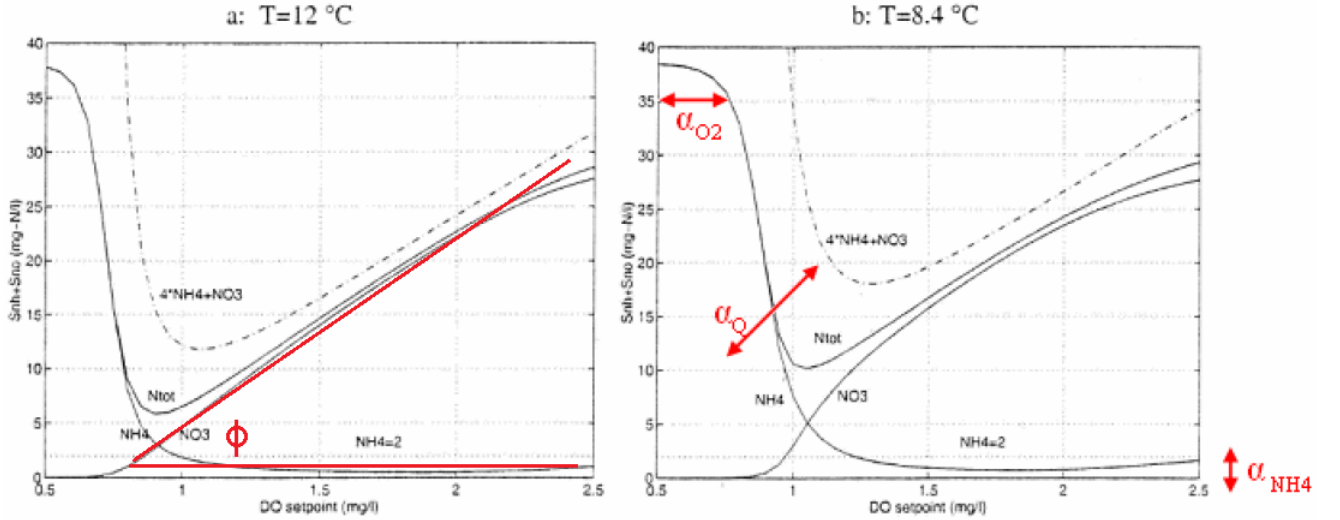 a: T=12 °C
40
35
30
25
20
15
10
5
0
Snh+Sno (mg-N/l)
4*NH4+NO3
Ntot
NH4
NO3
ϕ
NH4=2
0.5
1
1.5
2
2.5
DO setpoint (mg/l)
b: T=8.4 °C
40
35
30
25
20
15
10
5
0
Snh+Sno (mg-N/l)
α O2
4*NH4+NO3
α Q
Ntot
NH4
NO3
NH4=2
α NH4
0.5
1
1.5
2
2.5
DO setpoint (mg/l)